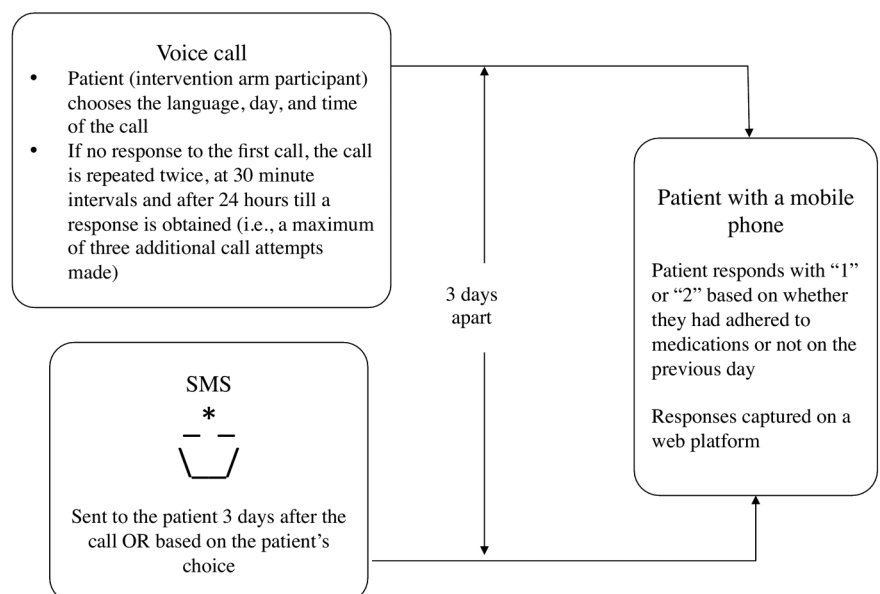 Voice call
• Patient (intervention arm participant)
chooses the language, day, and time
of the call
• If no response to the first call, the call
is repeated twice, at 30 minute
intervals and after 24 hours till a
response is obtained (i.e., a maximum
of three additional call attempts
made)
3 days
apart
Patient with a mobile
phone
Patient responds with “1”
or “2” based on whether
they had adhered to
medications or not on the
previous day
Responses captured on a
web platform
SMS
*
_ _
\__/
Sent to the patient 3 days after the
call OR based on the patient’s
choice